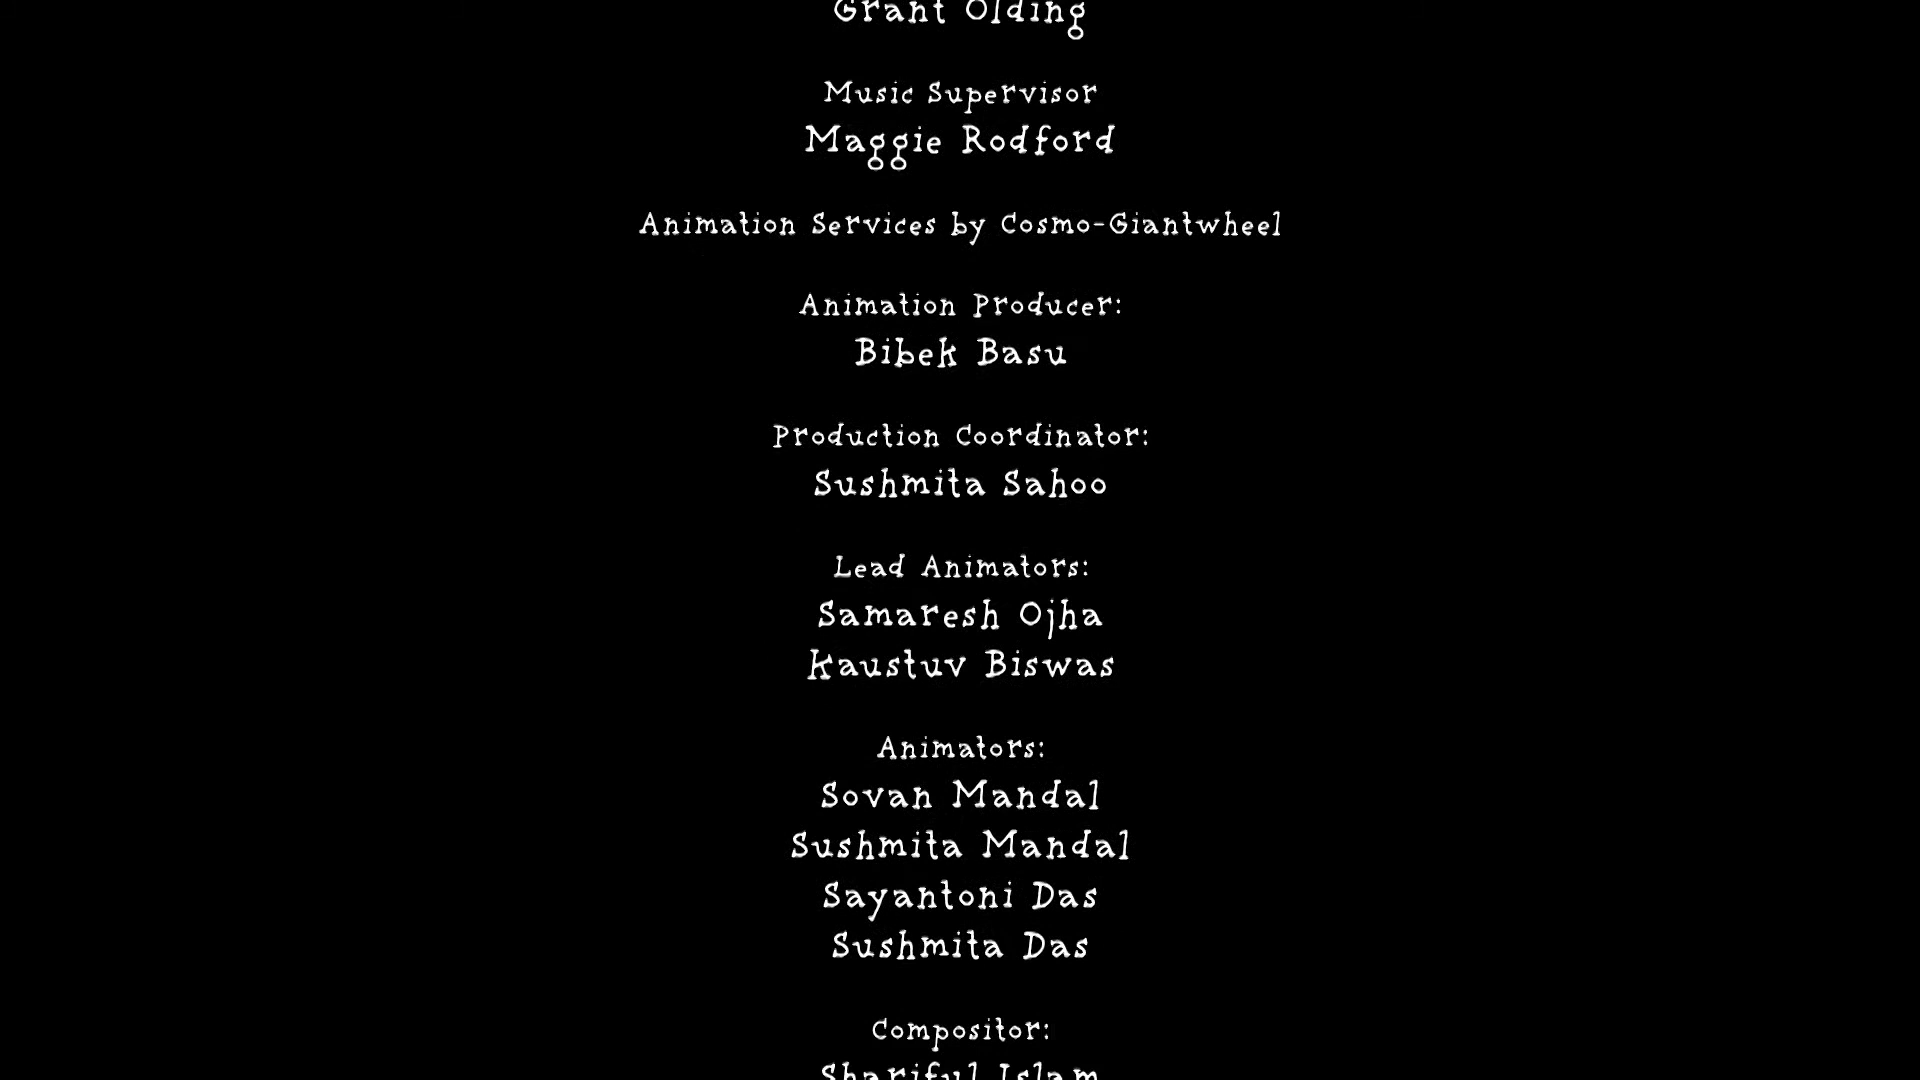 Grant Olding
Music Supervisor
Maggie Rodford
Animation Services by Cosmo-Giantwheel
Animation Producer:
Bibek Basu
Production Coordinator:
Sushmita Sahoo
Lead Animators:
Samaresh Ojha
Kaustuv Biswas
Animators:
Sovan Mandal
Sushmita Mandal
Sayantoni Das
Sushmita Das
Compositor:
Shariful Islam